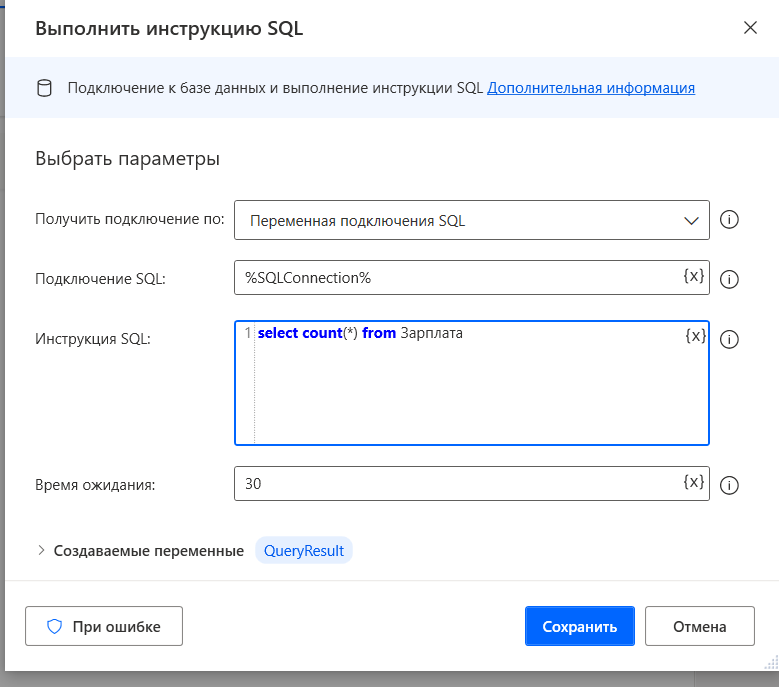 Выполнить инструкцию SQL
Подключение к базе данных и выполнение инструкции SQL Дополнительная информация
Выбрать параметры
Получить подключение по: Переменная подключения SQL
Подключение SQL: %SQLConnection% {x}
Инструкция SQL: 1 select count(*) from Зарплата {x}
Время ожидания: 30 {x}
Создаваемые переменные QueryResult
При ошибке Сохранить Отмена